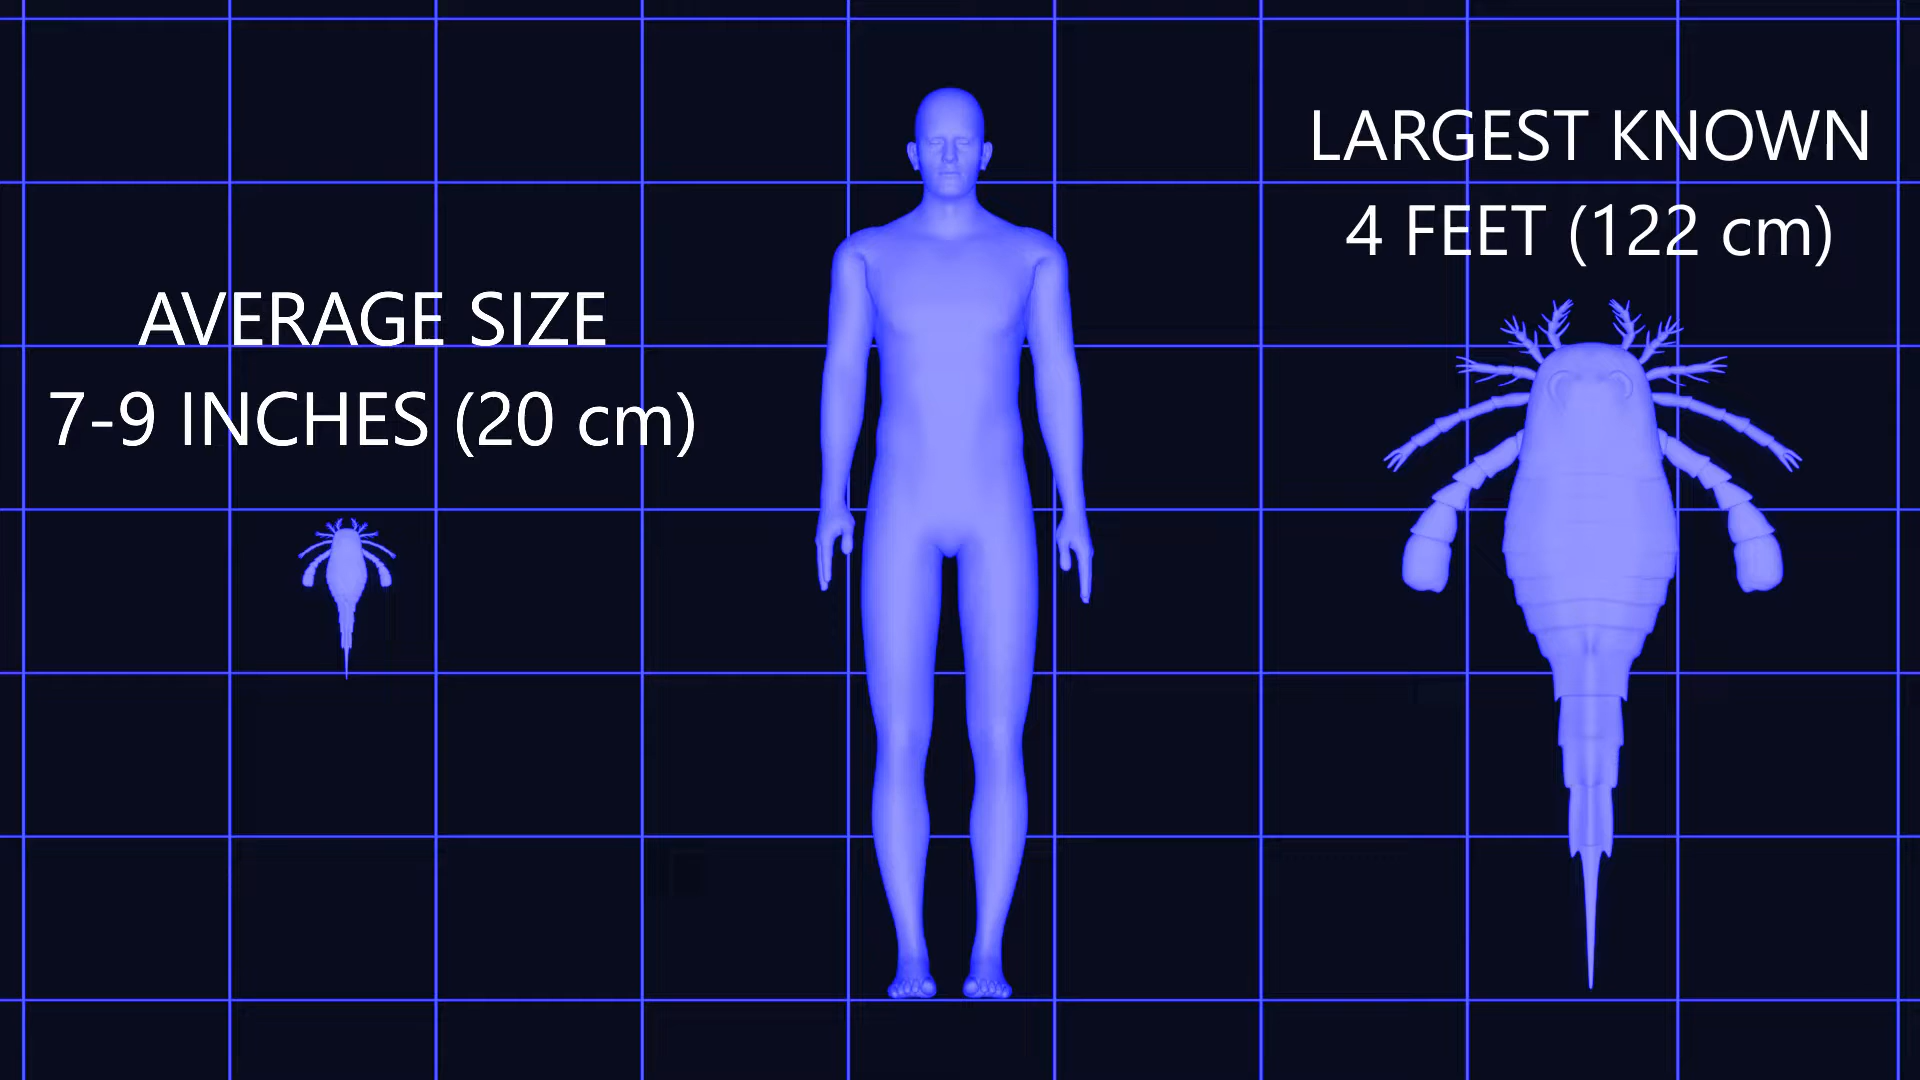 AVERAGE SIZE
7-9 INCHES (20 cm)
LARGEST KNOWN
4 FEET (122 cm)